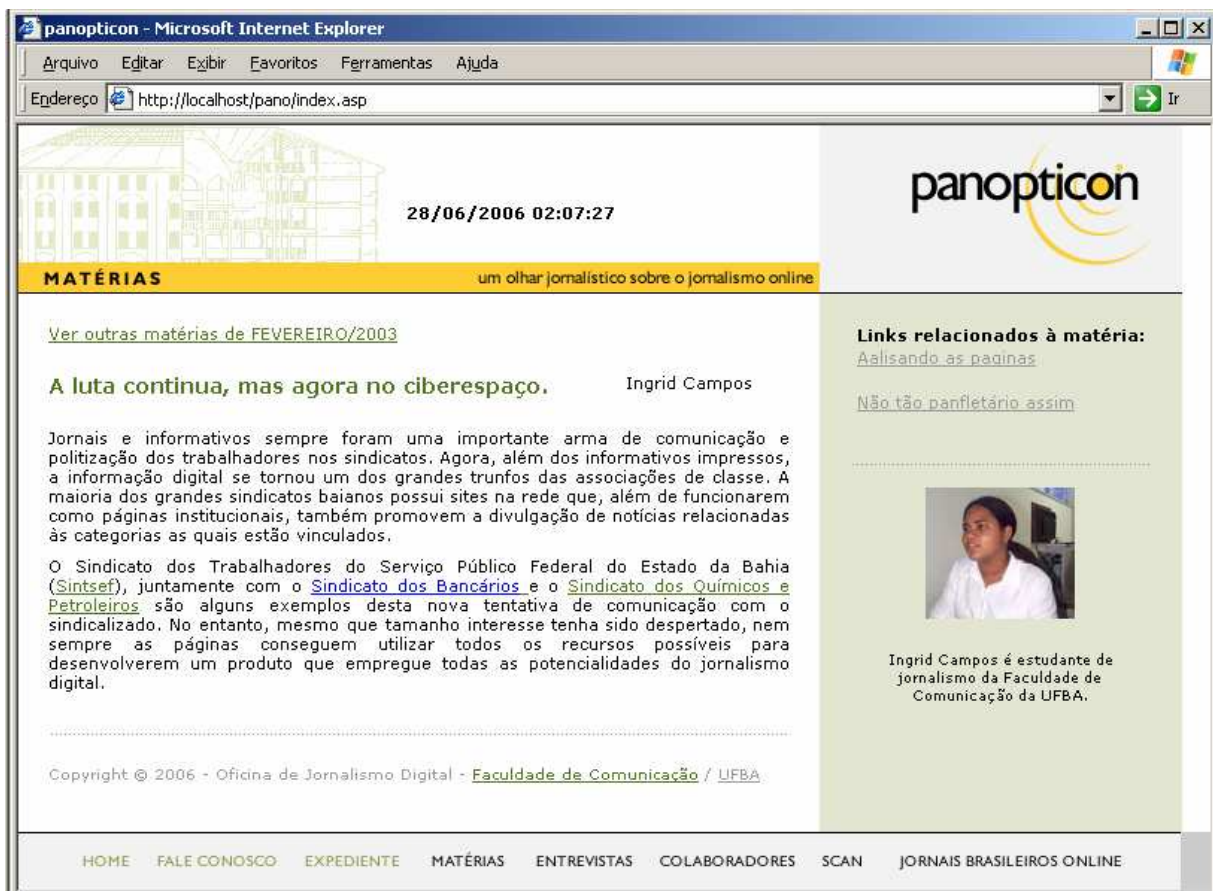 panopticon - Microsoft Internet Explorer
Arquivo Editar Exibir Favoritos Ferramentas Ajuda
Endereço http://localhost/pano/index.asp Ir
panopticon
28/06/2006 02:07:27
MATÉRIAS um olhar jornalístico sobre o jornalismo online
Ver outras matérias de FEVEREIRO/2003
A luta continua, mas agora no ciberespaço. Ingrid Campos
Jornais e informativos sempre foram uma importante arma de comunicação e
politização dos trabalhadores nos sindicatos. Agora, além dos informativos impressos,
a informação digital se tornou um dos grandes trunfos das associações de classe. A
maioria dos grandes sindicatos baianos possui sites na rede que, além de funcionarem
como páginas institucionais, também promovem a divulgação de notícias relacionadas
às categorias as quais estão vinculados.
O Sindicato dos Trabalhadores do Serviço Público Federal do Estado da Bahia
(Sintsef), juntamente com o Sindicato dos Bancários e o Sindicato dos Químicos e
Petroleiros são alguns exemplos desta nova tentativa de comunicação com o
sindicalizado. No entanto, mesmo que tamanho interesse tenha sido despertado, nem
sempre as páginas conseguem utilizar todos os recursos possíveis para
desenvolverem um produto que empregue todas as potencialidades do jornalismo
digital.
Copyright © 2006 - Oficina de Jornalismo Digital - Faculdade de Comunicação / UFBA
Links relacionados à matéria:
Aalisando as paginas
Não tão panfletário assim
Ingrid Campos é estudante de
jornalismo da Faculdade de
Comunicação da UFBA.
HOME FALE CONOSCO EXPEDIENTE MATÉRIAS ENTREVISTAS COLABORADORES SCAN JORNAIS BRASILEIROS ONLINE